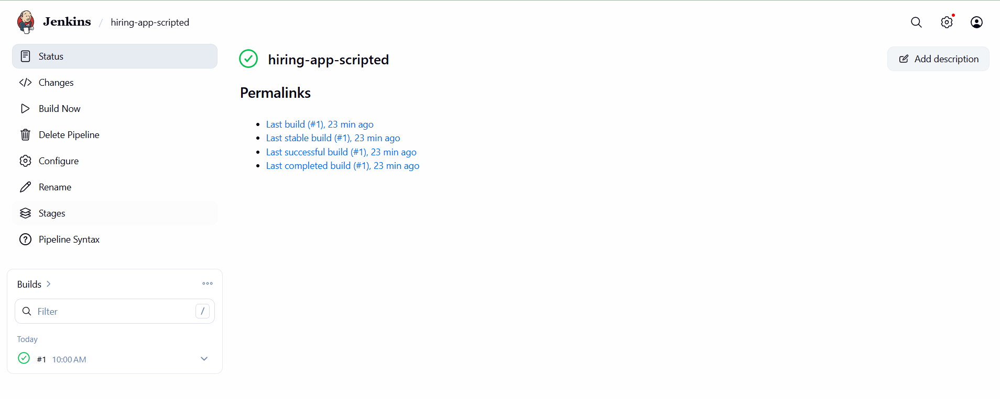 Jenkins / hiring-app-scripted
Status
Changes
Build Now
Delete Pipeline
Configure
Rename
Stages
Pipeline Syntax
Builds
Filter /
Today
#1 10:00 AM
hiring-app-scripted
Add description
Permalinks
Last build (#1), 23 min ago
Last stable build (#1), 23 min ago
Last successful build (#1), 23 min ago
Last completed build (#1), 23 min ago